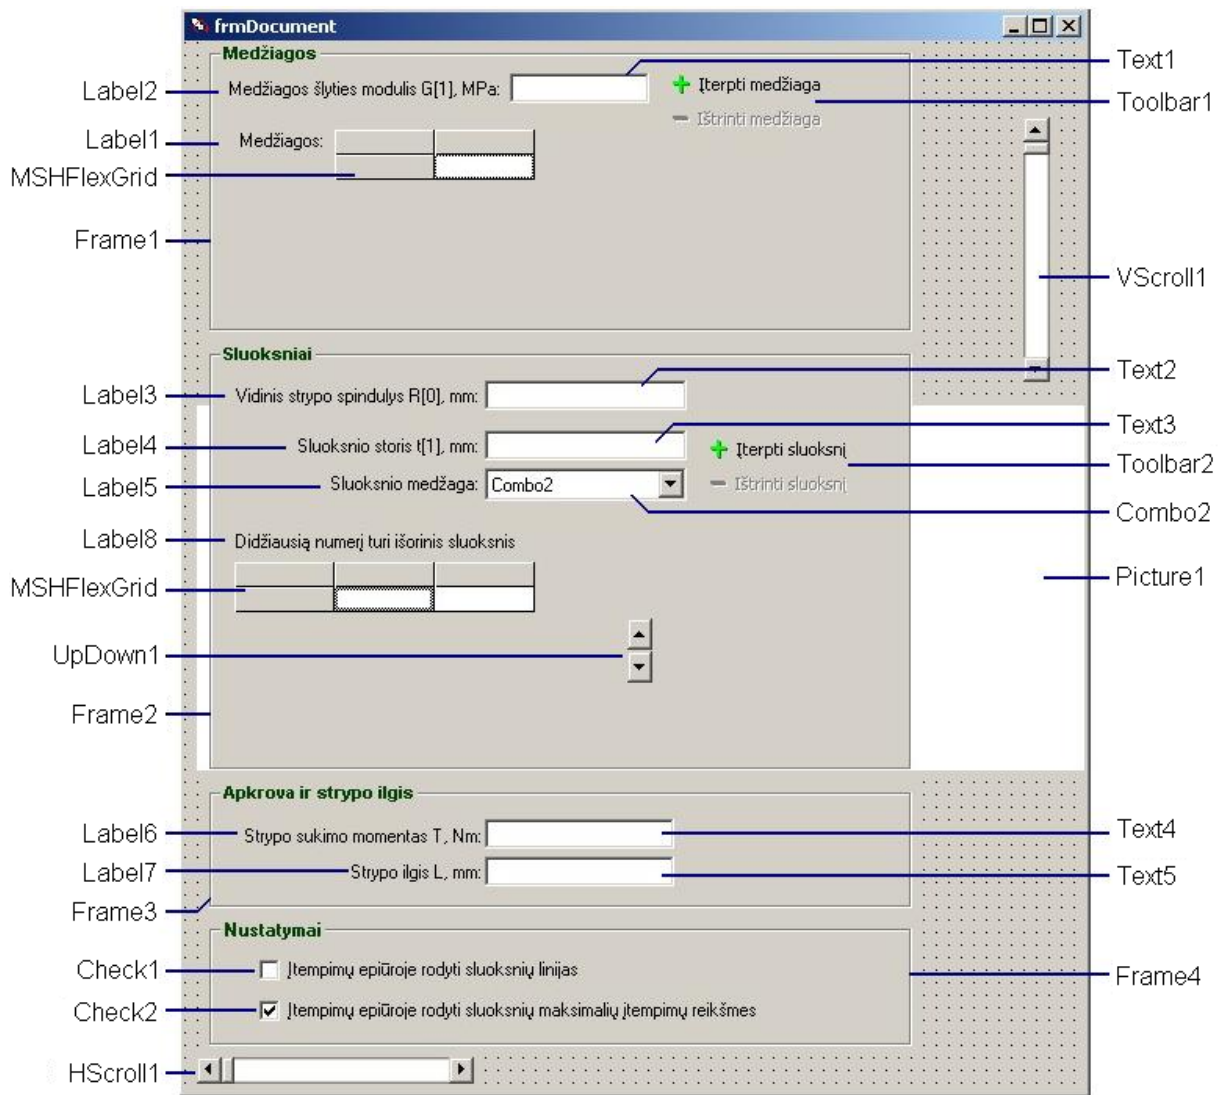 frmDocument
Medžiagos
Text1
Label2
Medžiagos šlyties modulis G[1], MPa:
Įterpti medžiaga
Toolbar1
Ištrinti medžiaga
Label1
Medžiagos:
MSHFlexGrid
Frame1
VScroll1
Sluoksniai
Text2
Label3
Vidinis strypo spindulys R[0], mm:
Text3
Label4
Sluoksnio storis t[1], mm:
Įterpti sluoksnį
Toolbar2
Label5
Sluoksnio medžaga:
Combo2
Ištrinti sluoksnį
Combo2
Label8
Didžiausią numerį turi išorinis sluoksnis
MSHFlexGrid
Picture1
UpDown1
Frame2
Apkrova ir strypo ilgis
Label6
Strypo sukimo momentas T, Nm:
Text4
Label7
Strypo ilgis L, mm:
Text5
Frame3
Nustatymai
Check1
Įtempimų epiūroje rodyti sluoksnių linijas
Frame4
Check2
Įtempimų epiūroje rodyti sluoksnių maksimalių įtempimų reikšmes
HScroll1